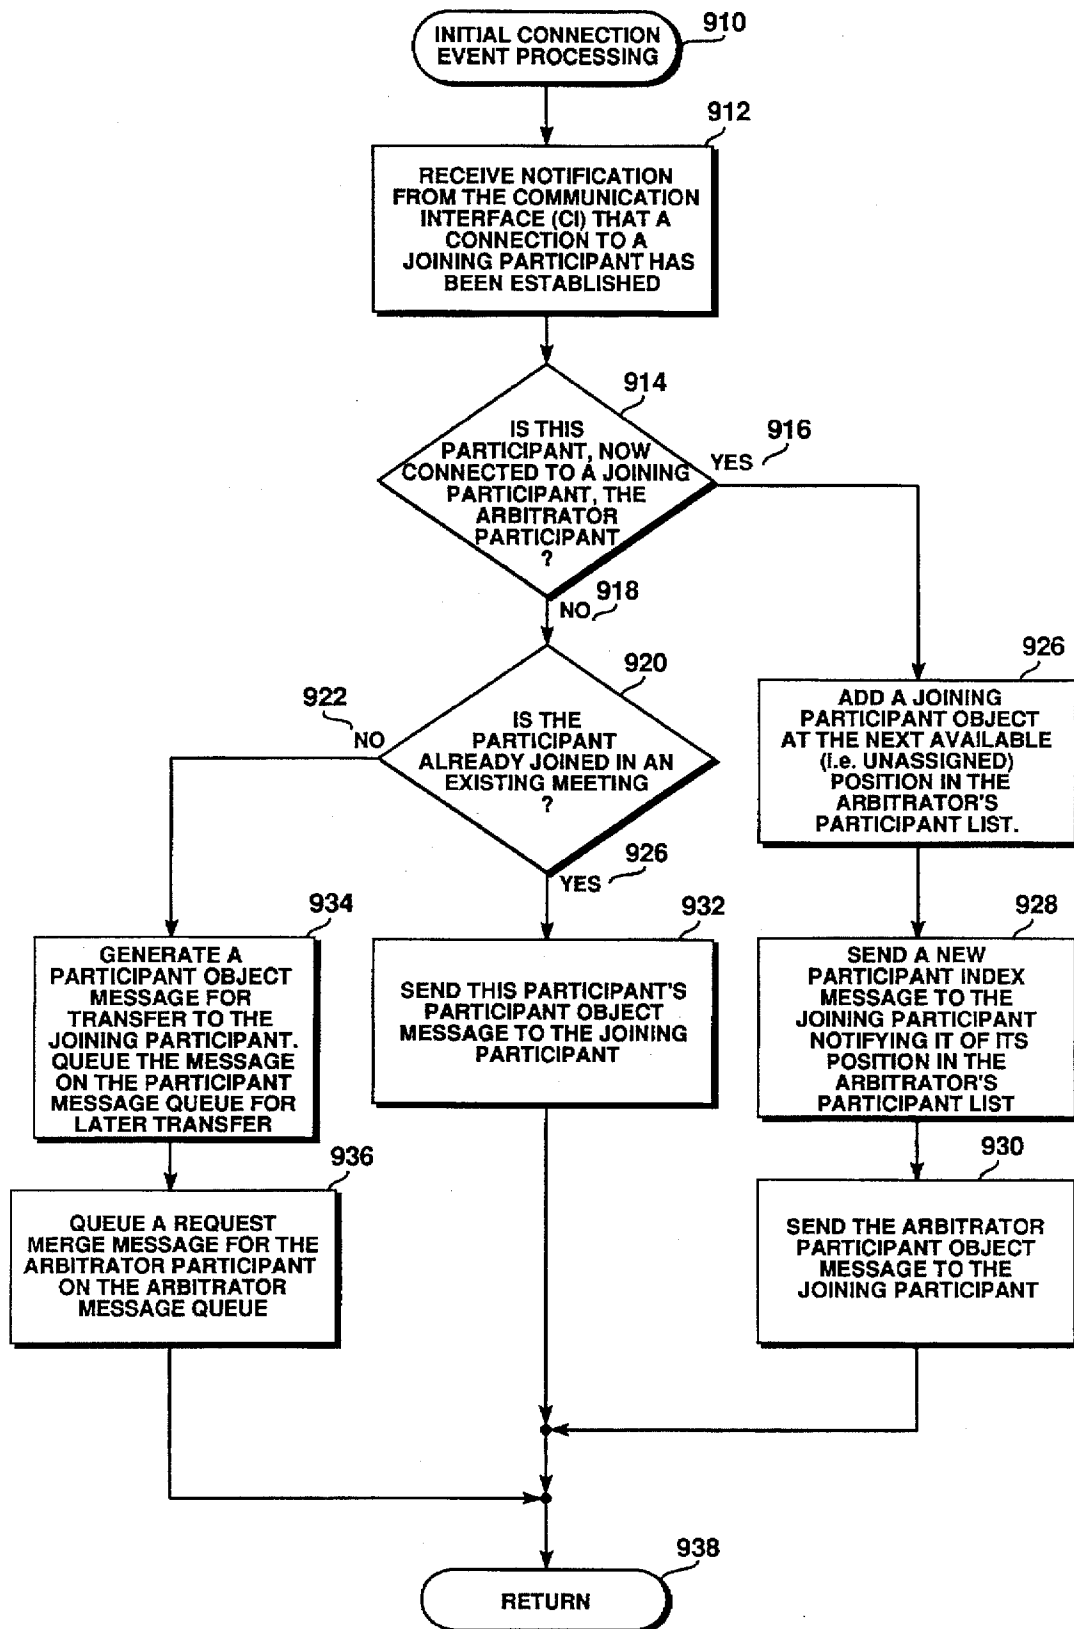 INITIAL CONNECTION
EVENT PROCESSING
910
912
RECEIVE NOTIFICATION
FROM THE COMMUNICATION
INTERFACE (CI) THAT A
CONNECTION TO A
JOINING PARTICIPANT HAS
BEEN ESTABLISHED
914
IS THIS
PARTICIPANT, NOW
CONNECTED TO A JOINING
PARTICIPANT, THE
ARBITRATOR
PARTICIPANT
?
916
YES
918
NO
920
IS THE
PARTICIPANT
ALREADY JOINED IN AN
EXISTING MEETING
?
922
NO
926
YES
926
ADD A JOINING
PARTICIPANT OBJECT
AT THE NEXT AVAILABLE
(i.e. UNASSIGNED)
POSITION IN THE
ARBITRATOR'S
PARTICIPANT LIST.
934
GENERATE A
PARTICIPANT OBJECT
MESSAGE FOR
TRANSFER TO THE
JOINING PARTICIPANT.
QUEUE THE MESSAGE
ON THE PARTICIPANT
MESSAGE QUEUE FOR
LATER TRANSFER
932
SEND THIS PARTICIPANT'S
PARTICIPANT OBJECT
MESSAGE TO THE JOINING
PARTICIPANT
928
SEND A NEW
PARTICIPANT INDEX
MESSAGE TO THE
JOINING PARTICIPANT
NOTIFYING IT OF ITS
POSITION IN THE
ARBITRATOR'S
PARTICIPANT LIST
936
QUEUE A REQUEST
MERGE MESSAGE FOR THE
ARBITRATOR PARTICIPANT
ON THE ARBITRATOR
MESSAGE QUEUE
930
SEND THE ARBITRATOR
PARTICIPANT OBJECT
MESSAGE TO THE
JOINING PARTICIPANT
938
RETURN